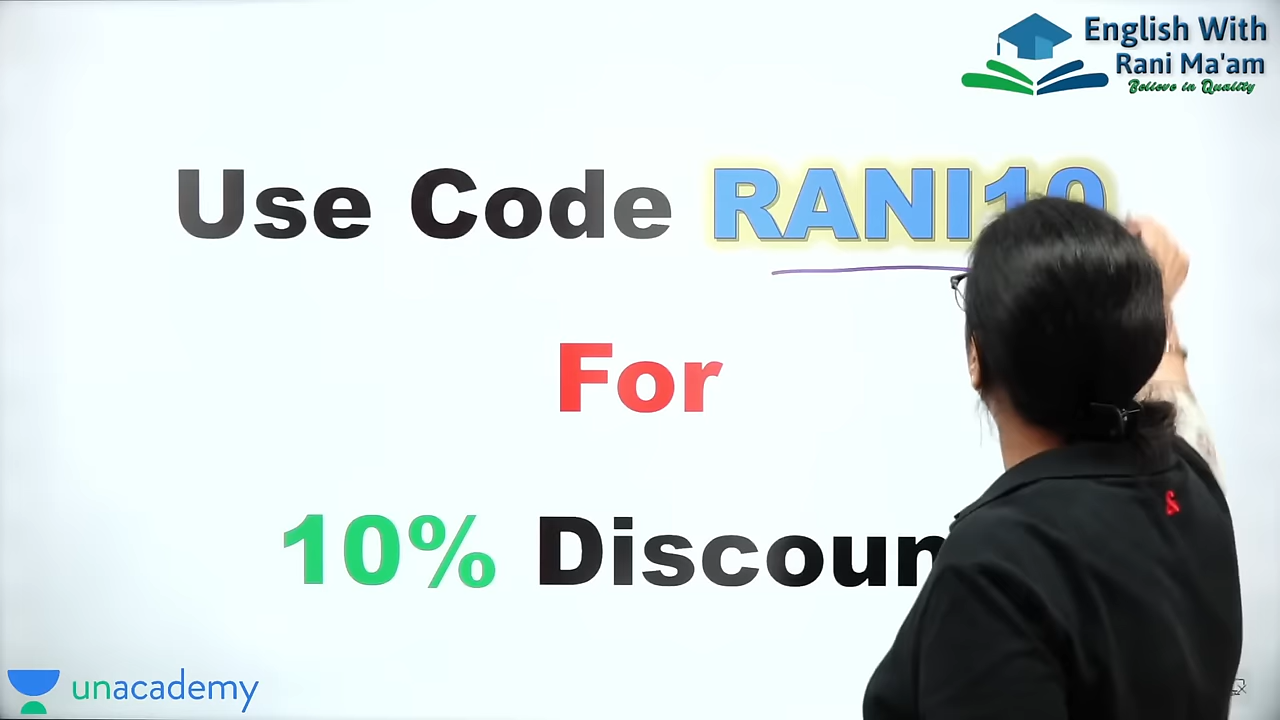 English With
Rani Ma'am
Believe in Quality
Use Code RANI10
For
10% Discoun
unacademy